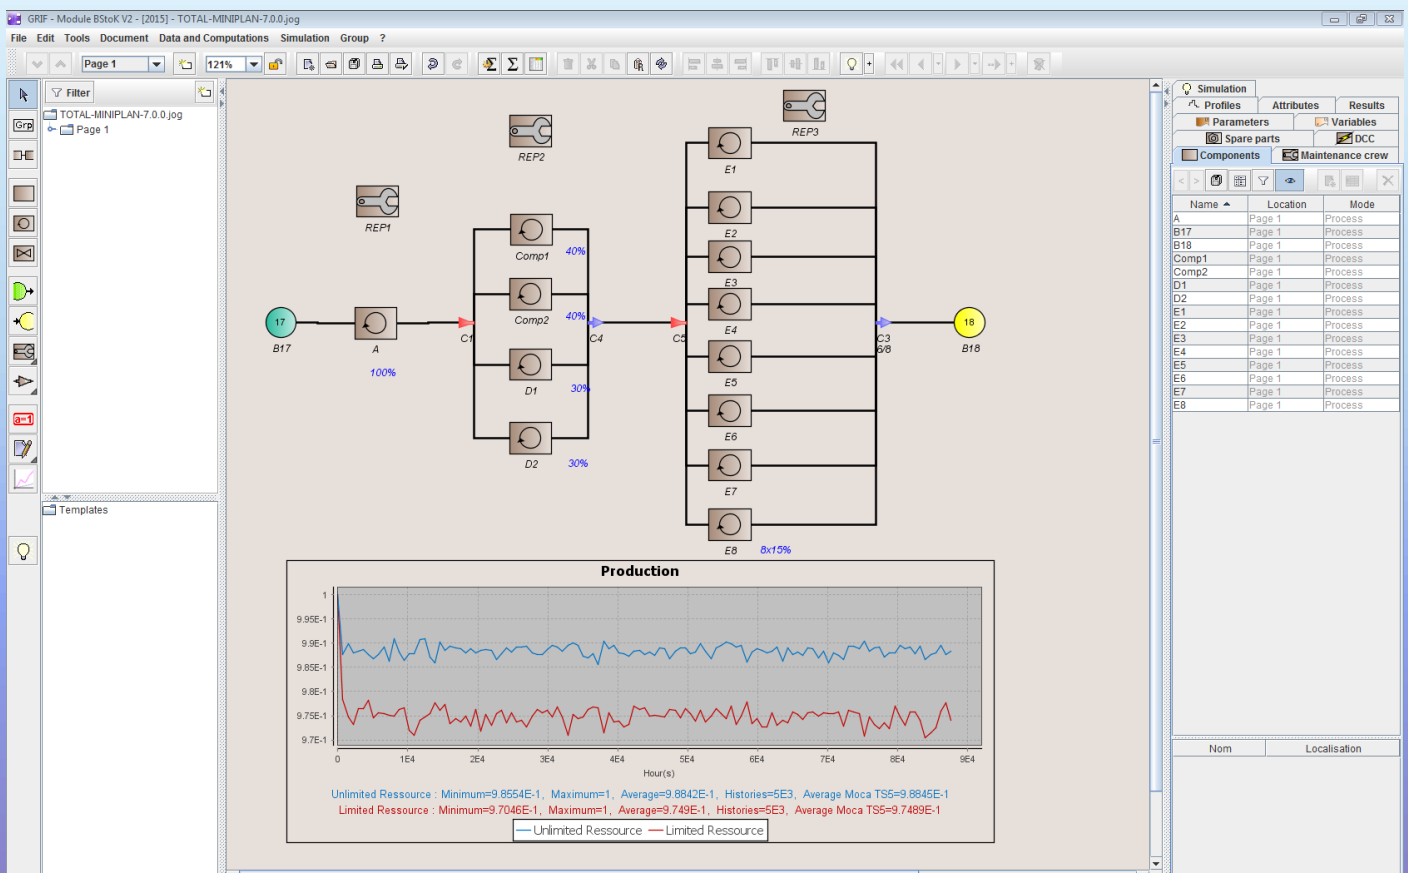 GRIF - Module BStoK V2 - [2015] - TOTAL-MINIPLAN-7.0.0.jog
File Edit Tools Document Data and Computations Simulation Group ?
Page 1 121%
Grp
a=1
Filter
TOTAL-MINIPLAN-7.0.0.jog
Page 1
Templates
REP1
REP2
REP3
17
B17
A
100%
C1
Comp1
40%
Comp2
40%
D1
30%
D2
30%
C4
C5
E1
E2
E3
E4
E5
E6
E7
E8
8x15%
C3
6/8
18
B18
Production
1
9.95E-1
9.9E-1
9.85E-1
9.8E-1
9.75E-1
9.7E-1
0 1E4 2E4 3E4 4E4 5E4 6E4 7E4 8E4 9E4
Hour(s)
Unlimited Ressource : Minimum=9.8554E-1, Maximum=1, Average=9.8842E-1, Histories=5E3, Average Moca TS5=9.8845E-1
Limited Ressource : Minimum=9.7046E-1, Maximum=1, Average=9.749E-1, Histories=5E3, Average Moca TS5=9.7489E-1
Unlimited Ressource Limited Ressource
Simulation
Profiles Attributes Results
Parameters Variables
Spare parts DCC
Components Maintenance crew
Name Location Mode
A Page 1 Process
B17 Page 1 Process
B18 Page 1 Process
Comp1 Page 1 Process
Comp2 Page 1 Process
D1 Page 1 Process
D2 Page 1 Process
E1 Page 1 Process
E2 Page 1 Process
E3 Page 1 Process
E4 Page 1 Process
E5 Page 1 Process
E6 Page 1 Process
E7 Page 1 Process
E8 Page 1 Process
Nom Localisation